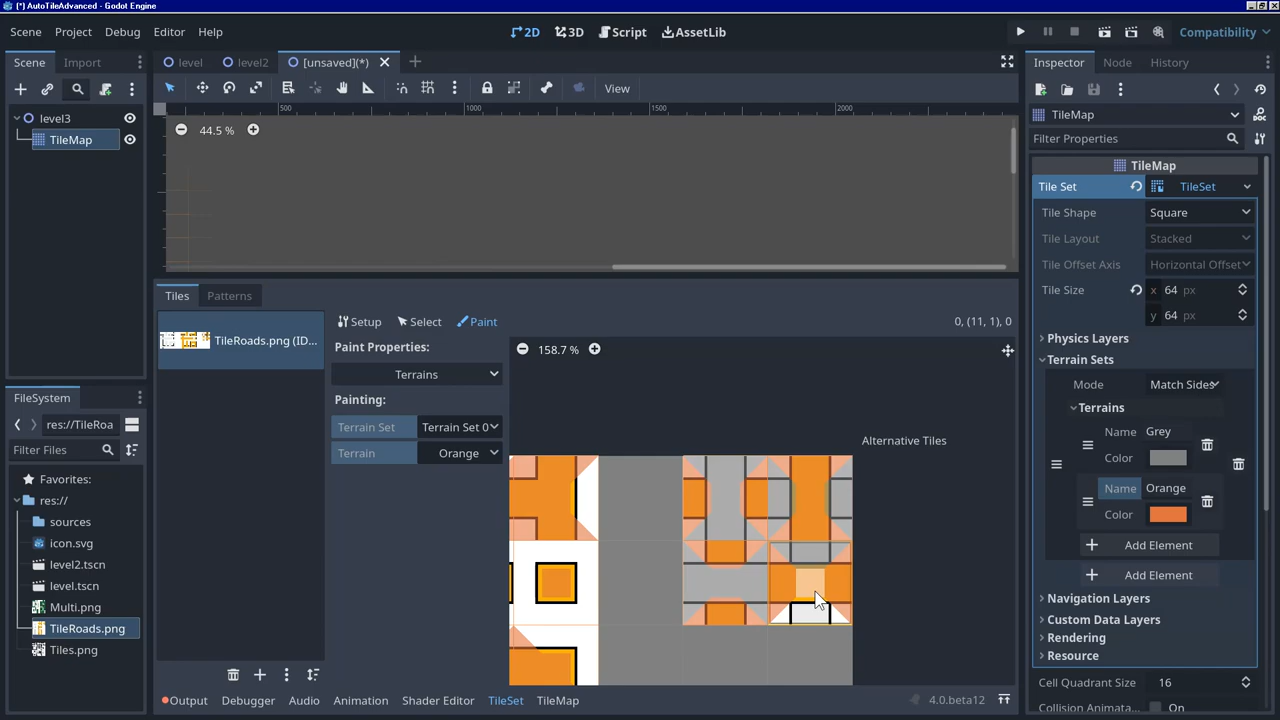 (*) AutoTileAdvanced - Godot Engine
Scene Project Debug Editor Help
2D 3D Script AssetLib
Compatibility
Scene Import
level level2 [unsaved](*)
Inspector Node History
View
level3
TileMap
500 1000 1500 2000
44.5 %
TileMap
Filter Properties
TileMap
Tile Set TileSet
Tile Shape Square
Tile Layout Stacked
Tile Offset Axis Horizontal Offset
Tile Size x 64 px
y 64 px
Physics Layers
Terrain Sets
Mode Match Sides
Terrains
Name Grey
Color
Name Orange
Color
Add Element
Add Element
Navigation Layers
Custom Data Layers
Rendering
Resource
Cell Quadrant Size 16
Collision Animata. On
Tiles Patterns
TileRoads.png (ID...
Setup Select Paint
0, (11, 1), 0
Paint Properties:
Terrains
Painting:
Terrain Set Terrain Set 0
Terrain Orange
158.7 %
Alternative Tiles
FileSystem
res://TileRoa
Filter Files
Favorites:
res://
sources
icon.svg
level2.tscn
level.tscn
Multi.png
TileRoads.png
Tiles.png
Output Debugger Audio Animation Shader Editor TileSet TileMap
4.0.beta12